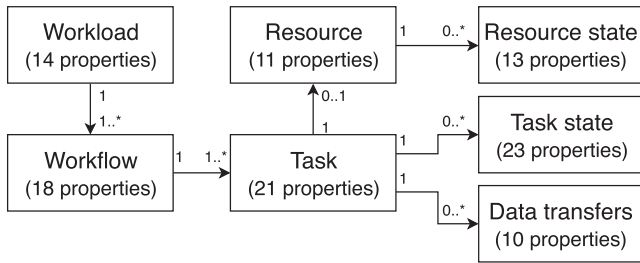 Workload
(14 properties)
Resource
(11 properties)
1
0..*
Resource state
(13 properties)
1
1..*
0..1
1
Workflow
(18 properties)
1
1..*
Task
(21 properties)
1
0..*
Task state
(23 properties)
1
0..*
Data transfers
(10 properties)